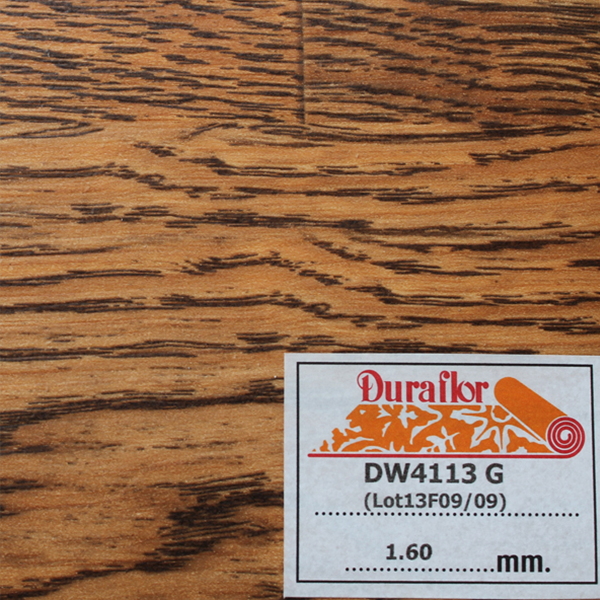 Duraflor
DW4113 G
(Lot13F09/09)
1.60 mm.